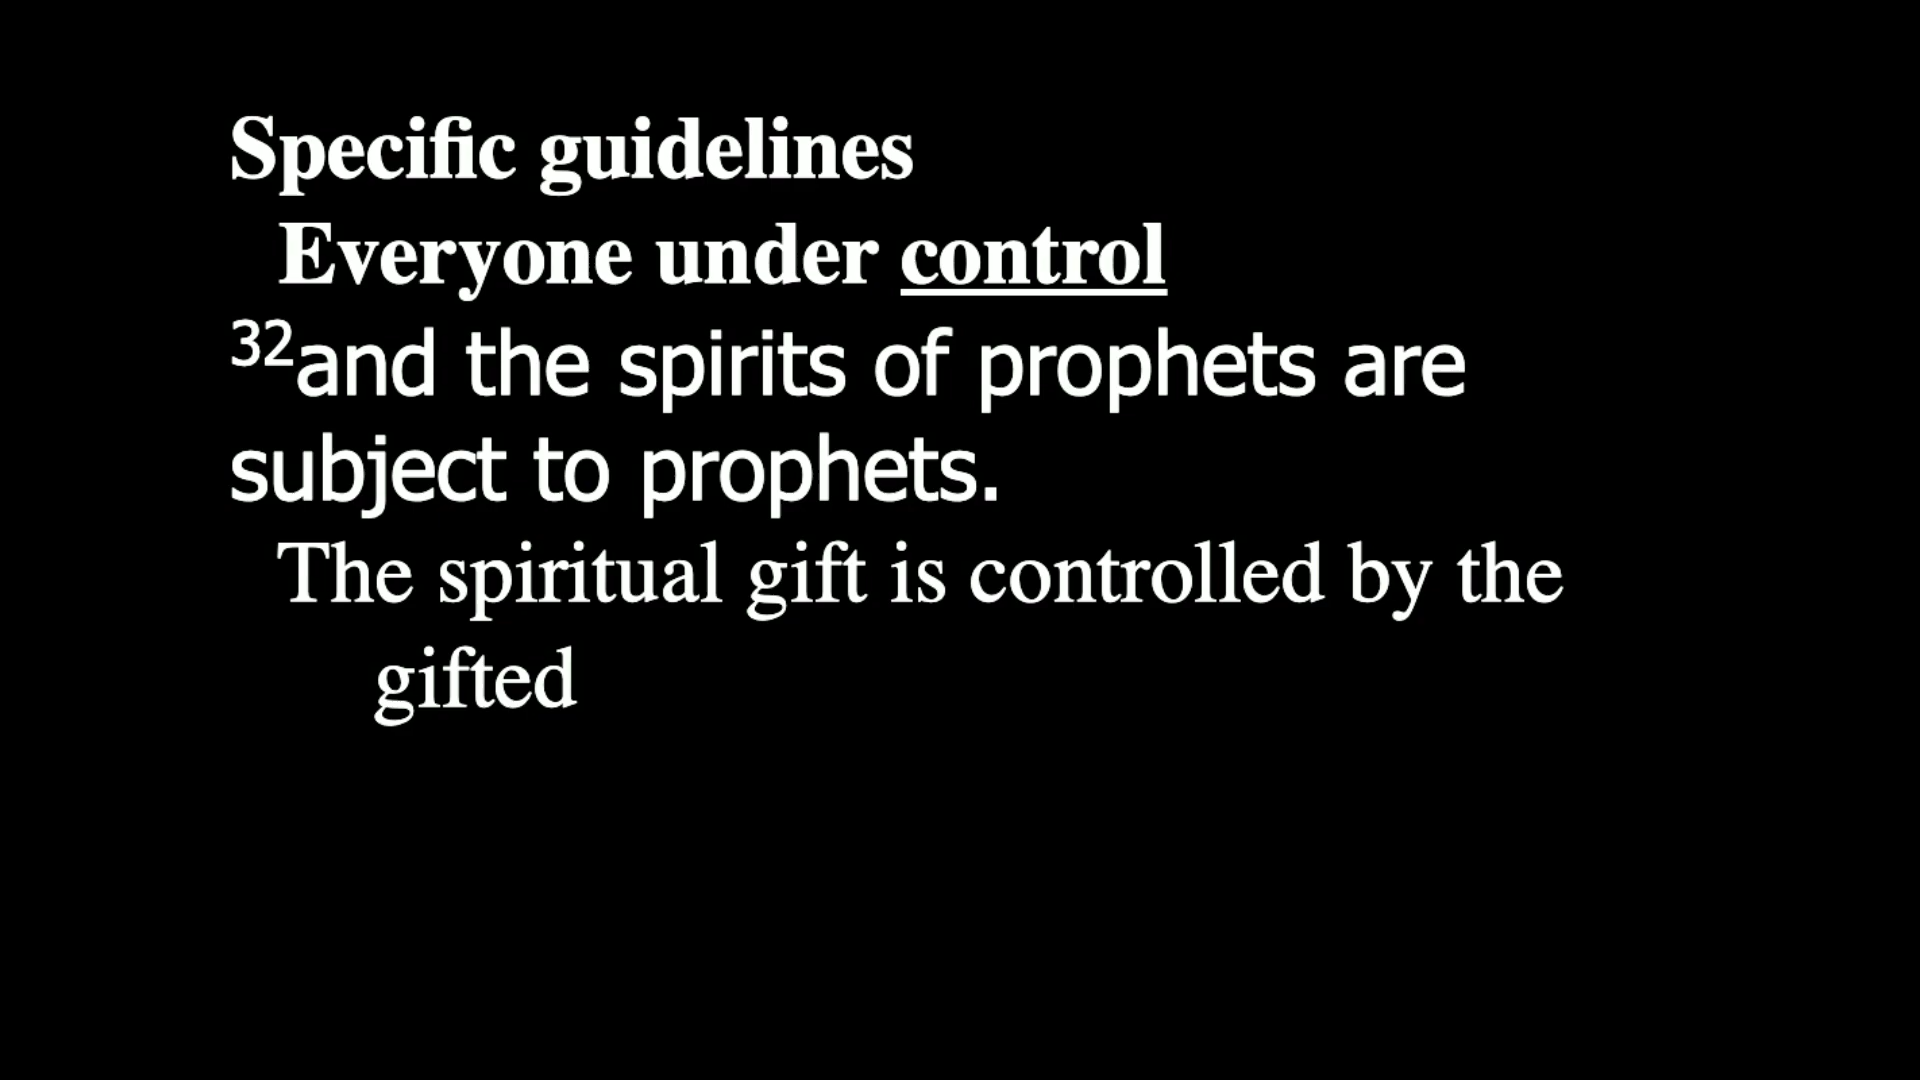 Specific guidelines
Everyone under control
³²and the spirits of prophets are
subject to prophets.
The spiritual gift is controlled by the
gifted